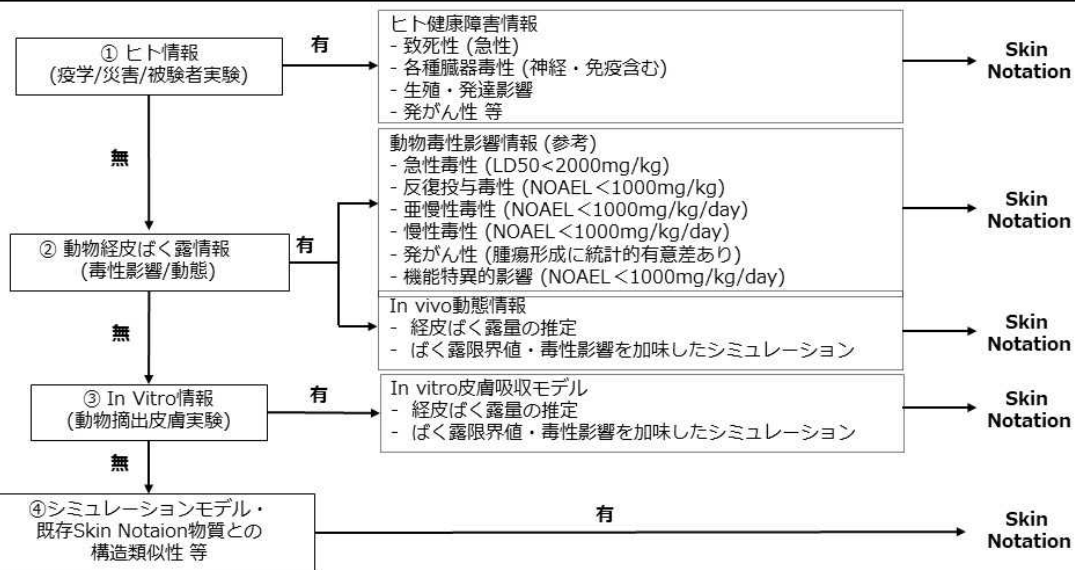 ① ヒト情報
(疫学/災害/被験者実験)
有
ヒト健康障害情報
- 致死性 (急性)
- 各種臓器毒性 (神経・免疫含む)
- 生殖・発達影響
- 発がん性 等
Skin
Notation
無
② 動物経皮ばく露情報
(毒性影響/動態)
有
動物毒性影響情報 (参考)
- 急性毒性 (LD50<2000mg/kg)
- 反復投与毒性 (NOAEL<1000mg/kg)
- 亜慢性毒性 (NOAEL<1000mg/kg/day)
- 慢性毒性 (NOAEL<1000mg/kg/day)
- 発がん性 (腫瘍形成に統計的有意差あり)
- 機能特異的影響 (NOAEL<1000mg/kg/day)
Skin
Notation
In vivo動態情報
- 経皮ばく露量の推定
- ばく露限界値・毒性影響を加味したシミュレーション
Skin
Notation
無
③ In Vitro情報
(動物摘出皮膚実験)
有
In vitro皮膚吸収モデル
- 経皮ばく露量の推定
- ばく露限界値・毒性影響を加味したシミュレーション
Skin
Notation
無
④シミュレーションモデル・
既存Skin Notaion物質との
構造類似性 等
有
Skin
Notation